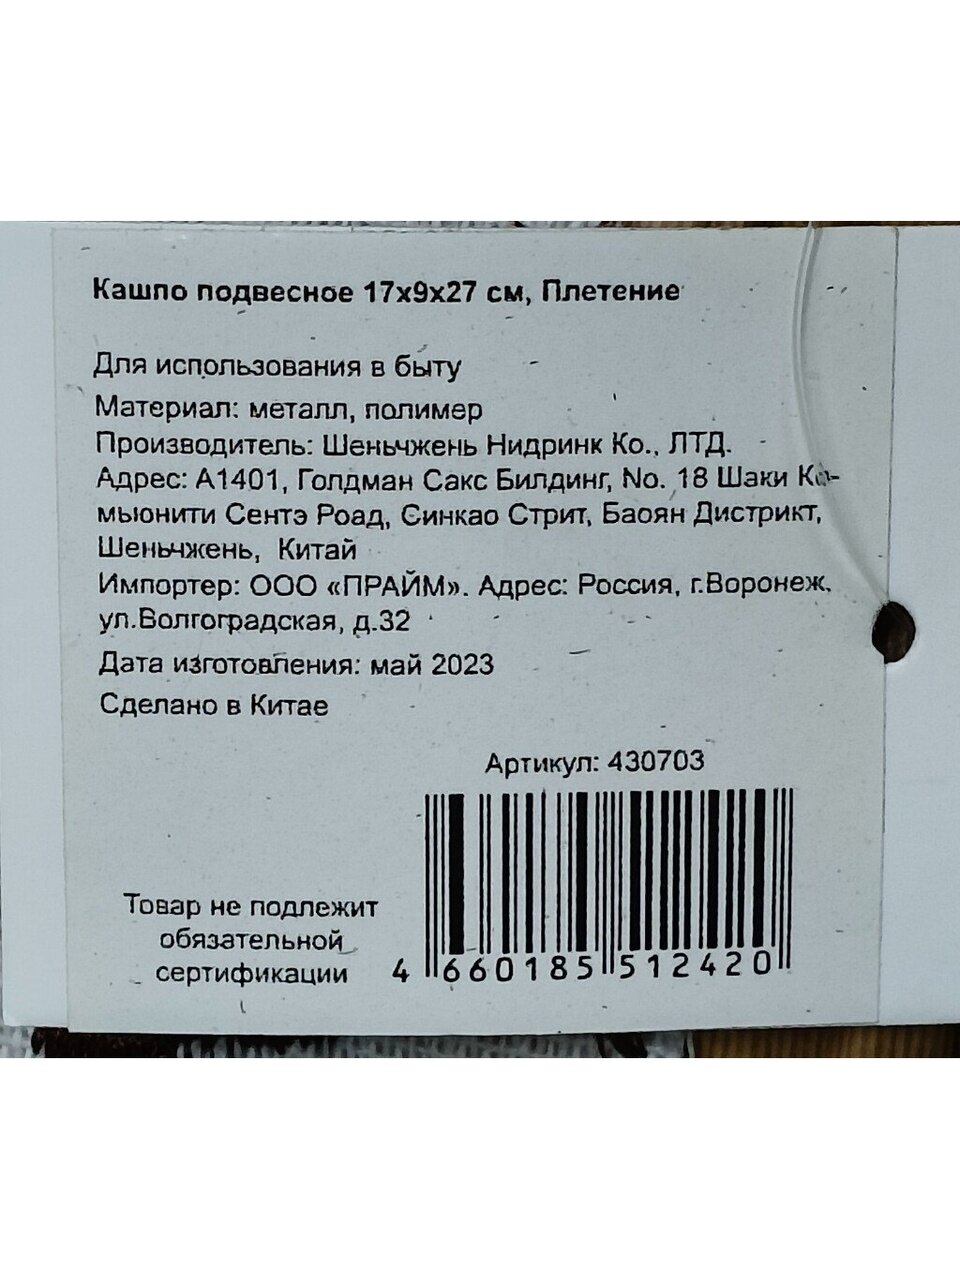 Кашпо подвесное 17х9х27 см, Плетение
Для использования в быту
Материал: металл, полимер
Производитель: Шеньчжень Нидринк Ко., ЛТД.
Адрес: А1401, Голдман Сакс Билдинг, No. 18 Шаки Ко-
мьюнити Сентэ Роад, Синкао Стрит, Баоян Дистрикт,
Шеньчжень, Китай
Импортер: ООО «ПРАЙМ». Адрес: Россия, г.Воронеж,
ул.Волгоградская, д.32
Дата изготовления: май 2023
Сделано в Китае
Артикул: 430703
Товар не подлежит
обязательной
сертификации
4 660185 512420